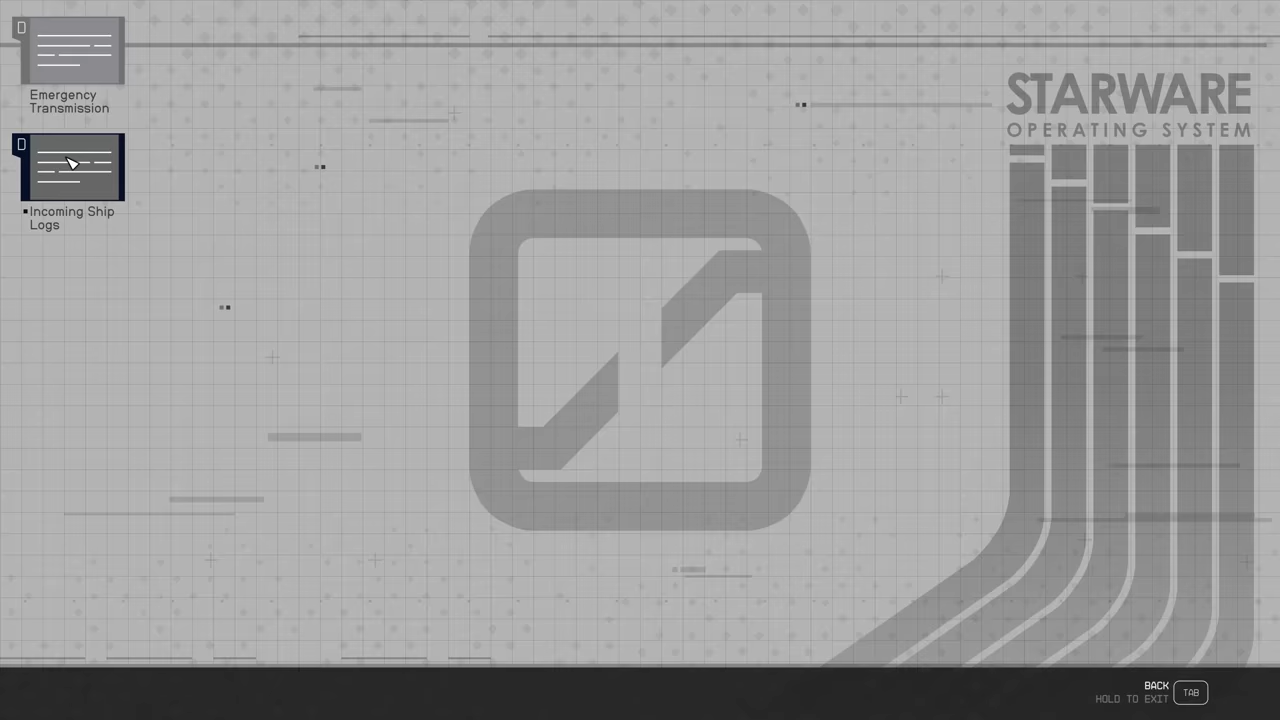 D
Emergency
Transmission
D
Incoming Ship
Logs
STARWARE
OPERATING SYSTEM
BACK
HOLD TO EXIT
TAB